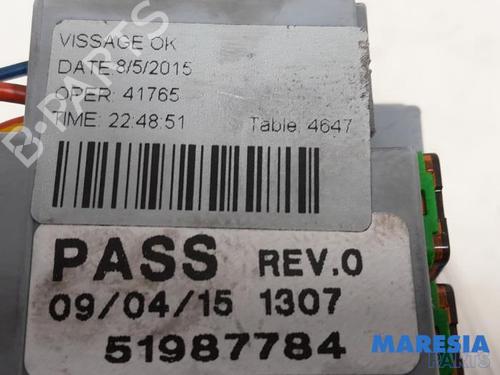 VISSAGE OK
DATE 8/5/2015
OPER: 41765
TIME: 22:48:51 Table: 4647
PASS REV.0
09/04/15 1307
51987784
B-PARTS
MARESIA
PARTS